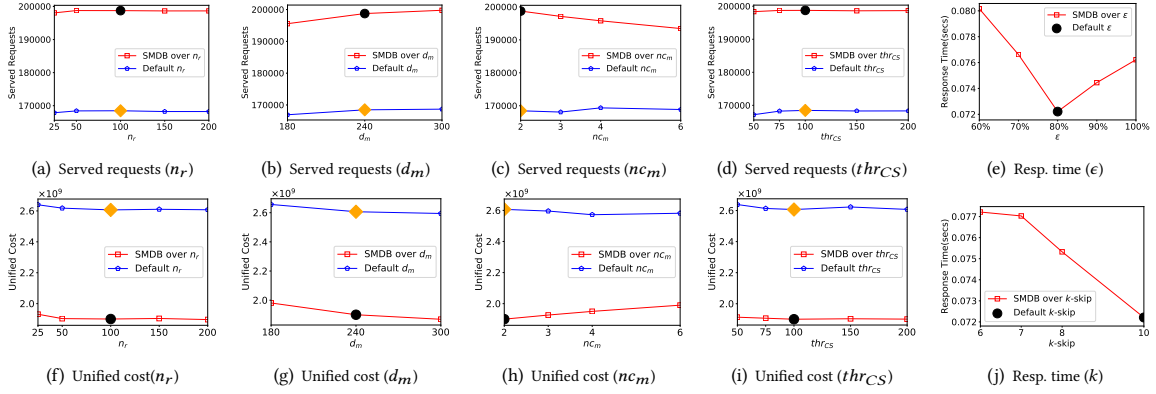 200000
190000
180000
170000
Served Requests
SMDB over n_r
Default n_r
25 50 100 150 200
n_r
(a) Served requests (n_r)
200000
190000
180000
170000
Served Requests
SMDB over d_m
Default d_m
180 240 300
d_m
(b) Served requests (d_m)
200000
190000
180000
170000
Served Requests
SMDB over nc_m
Default nc_m
2 3 4 6
nc_m
(c) Served requests (nc_m)
200000
190000
180000
170000
Served Requests
SMDB over thr_CS
Default thr_CS
50 75 100 150 200
thr_CS
(d) Served requests (thr_CS)
0.080
0.078
0.076
0.074
0.072
Response Time(secs)
SMDB over ε
Default ε
60% 70% 80% 90% 100%
ε
(e) Resp. time (ϵ)
×10⁹
2.6
2.4
2.2
2.0
Unified Cost
SMDB over n_r
Default n_r
25 50 100 150 200
n_r
(f) Unified cost(n_r)
×10⁹
2.6
2.4
2.2
2.0
Unified Cost
SMDB over d_m
Default d_m
180 240 300
d_m
(g) Unified cost (d_m)
×10⁹
2.6
2.4
2.2
2.0
Unified Cost
SMDB over nc_m
Default nc_m
2 3 4 6
nc_m
(h) Unified cost (nc_m)
×10⁹
2.6
2.4
2.2
2.0
Unified Cost
SMDB over thr_CS
Default thr_CS
50 75 100 150 200
thr_CS
(i) Unified cost (thr_CS)
0.077
0.076
0.075
0.074
0.073
0.072
Response Time(secs)
SMDB over k-skip
Default k-skip
6 7 8 10
k-skip
(j) Resp. time (k)